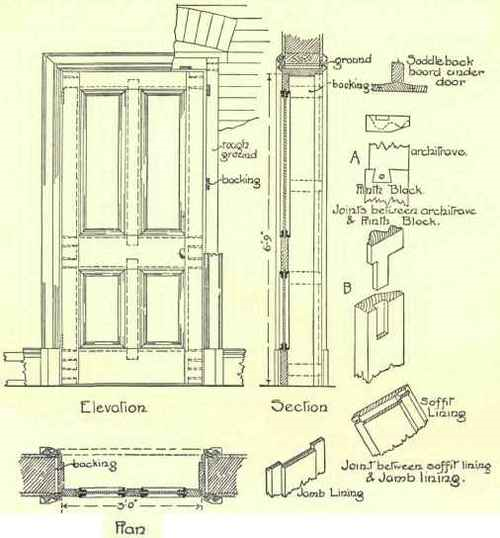 ground
Saddleback
board under
door
backing
A
architrave.
rough
ground
backing
Plinth Block.
Joints between architrave
& Plinth Block.
6'-9"
B
Elevation
Section
Soffit
Lining
backing
Joint between soffit lining
& Jamb lining.
Jamb Lining
3'-0"
Plan